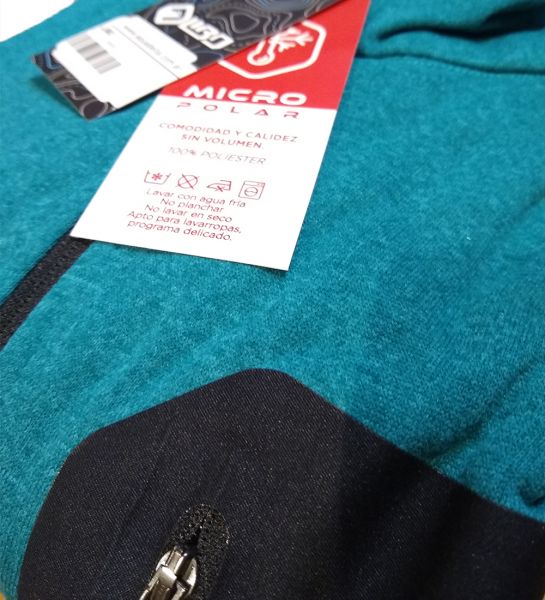 MICRO
POLAR
COMODIDAD Y CALIDEZ
SIN VOLUMEN.
100% POLIESTER
Lavar con agua fría
No planchar
No lavar en seco
Apto para lavarropas,
programa delicado.